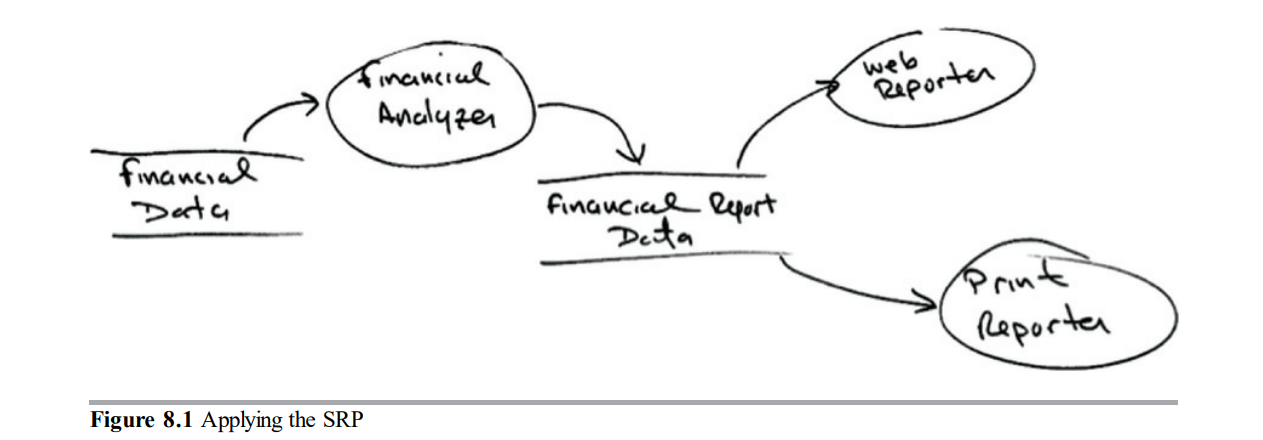 Financial
Analyzer
Web
Reporter
Financial
Data
Financial Report
Data
Print
Reporter
Figure 8.1 Applying the SRP